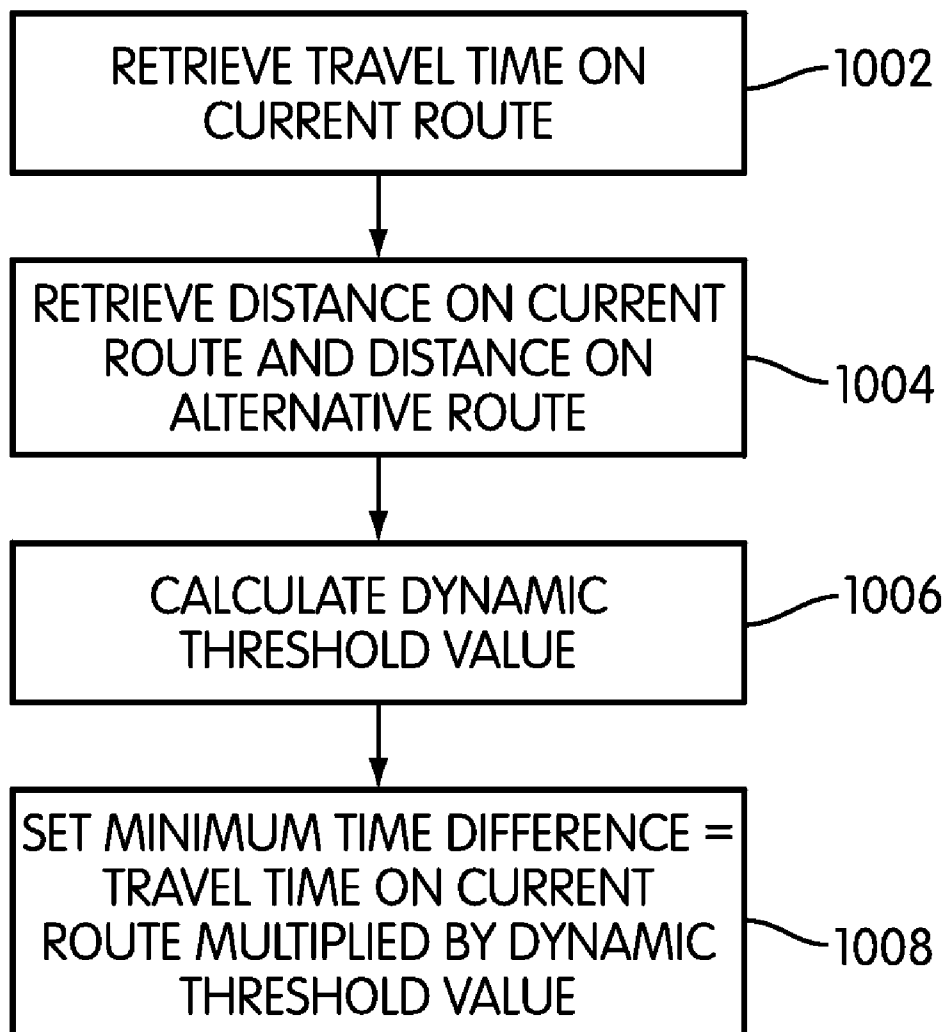 RETRIEVE TRAVEL TIME ON
CURRENT ROUTE
1002
RETRIEVE DISTANCE ON CURRENT
ROUTE AND DISTANCE ON
ALTERNATIVE ROUTE
1004
CALCULATE DYNAMIC
THRESHOLD VALUE
1006
SET MINIMUM TIME DIFFERENCE =
TRAVEL TIME ON CURRENT
ROUTE MULTIPLIED BY DYNAMIC
THRESHOLD VALUE
1008